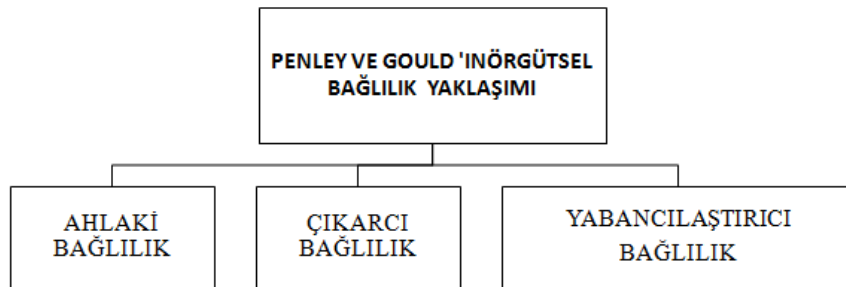 PENLEY VE GOULD 'INÖRGÜTSEL
BAĞLILIK YAKLAŞIMI
AHLAKİ
BAĞLILIK
ÇIKARCI
BAĞLILIK
YABANCILAŞTIRICI
BAĞLILIK